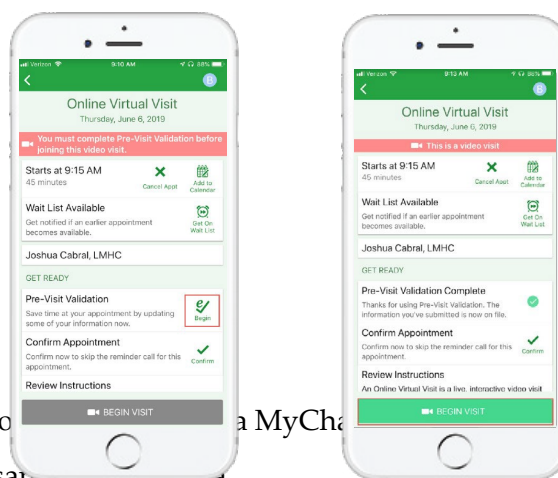 Verizon 9:10 AM 88%
B
Online Virtual Visit
Thursday, June 6, 2019
You must complete Pre-Visit Validation before
joining this video visit.
Starts at 9:15 AM
45 minutes
Cancel Appt
Add to
Calendar
Wait List Available
Get notified if an earlier appointment
becomes available.
Get On
Wait List
Joshua Cabral, LMHC
GET READY
Pre-Visit Validation
Save time at your appointment by updating
some of your information now.
Begin
Confirm Appointment
Confirm now to skip the reminder call for this
appointment.
Confirm
Review Instructions
BEGIN VISIT
Verizon 9:13 AM 88%
B
Online Virtual Visit
Thursday, June 6, 2019
This is a video visit
Starts at 9:15 AM
45 minutes
Cancel Appt
Add to
Calendar
Wait List Available
Get notified if an earlier appointment
becomes available.
Get On
Wait List
Joshua Cabral, LMHC
GET READY
Pre-Visit Validation Complete
Thanks for using Pre-Visit Validation. The
information you've submitted is now on file.
Confirm Appointment
Confirm now to skip the reminder call for this
appointment.
Confirm
Review Instructions
An Online Virtual Visit is a live, interactive video visit
BEGIN VISIT
a MyCha